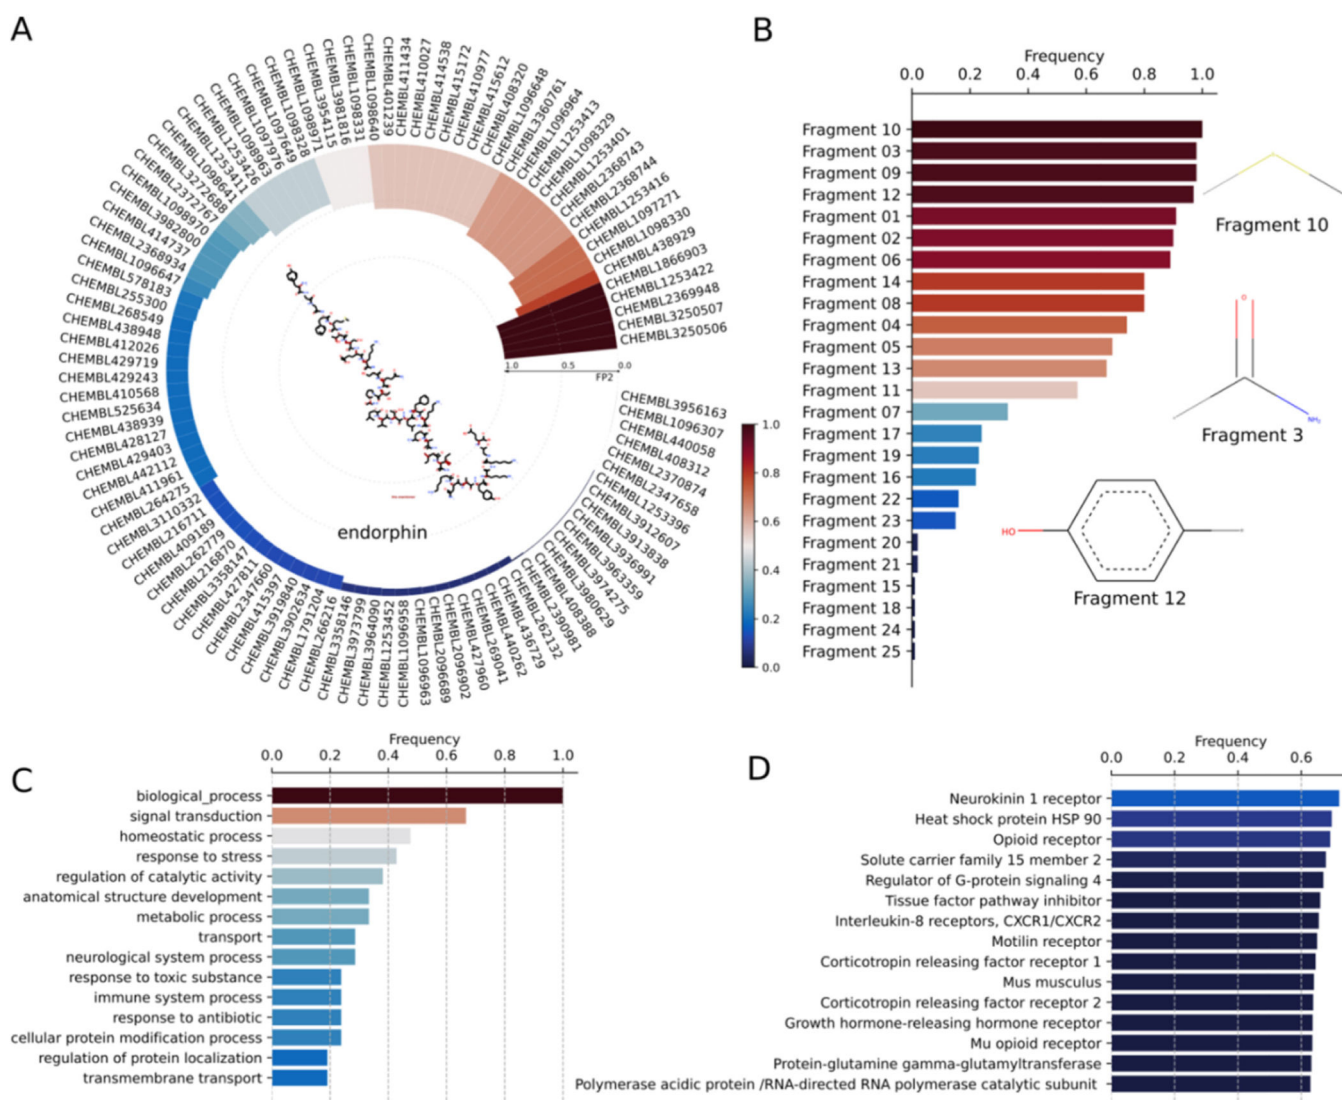 A
CHEMBL3250506
CHEMBL3250507
CHEMBL2369948
CHEMBL1253422
CHEMBL1866903
CHEMBL438929
CHEMBL1098330
CHEMBL1097271
CHEMBL1253416
CHEMBL2368744
CHEMBL2368743
CHEMBL1253401
CHEMBL1098329
CHEMBL1253413
CHEMBL1096964
CHEMBL3360761
CHEMBL1096648
CHEMBL408320
CHEMBL415612
CHEMBL410977
CHEMBL415172
CHEMBL414538
CHEMBL410027
CHEMBL411434
CHEMBL401239
CHEMBL1098640
CHEMBL1098331
CHEMBL3981816
CHEMBL3954115
CHEMBL1098971
CHEMBL1098328
CHEMBL1097649
CHEMBL1097976
CHEMBL1098963
CHEMBL1253426
CHEMBL1253411
CHEMBL1098641
CHEMBL3272688
CHEMBL2372767
CHEMBL1098970
CHEMBL3982800
CHEMBL414737
CHEMBL2368934
CHEMBL1096647
CHEMBL578183
CHEMBL255300
CHEMBL268549
CHEMBL438948
CHEMBL412026
CHEMBL429719
CHEMBL429243
CHEMBL410568
CHEMBL525634
CHEMBL438939
CHEMBL428127
CHEMBL429403
CHEMBL442112
CHEMBL411961
CHEMBL264275
CHEMBL3110332
CHEMBL216711
CHEMBL409189
CHEMBL262779
CHEMBL216870
CHEMBL3358147
CHEMBL427811
CHEMBL2347660
CHEMBL415397
CHEMBL3919840
CHEMBL3902634
CHEMBL1791204
CHEMBL266216
CHEMBL3358146
CHEMBL3973799
CHEMBL3964090
CHEMBL1253452
CHEMBL1096958
CHEMBL1096963
CHEMBL2096689
CHEMBL2096902
CHEMBL427960
CHEMBL269041
CHEMBL440262
CHEMBL436729
CHEMBL262132
CHEMBL2390981
CHEMBL408388
CHEMBL3980629
CHEMBL3974275
CHEMBL3963359
CHEMBL3936991
CHEMBL3913838
CHEMBL3912607
CHEMBL1253396
CHEMBL2347658
CHEMBL2370874
CHEMBL408312
CHEMBL440058
CHEMBL1096307
CHEMBL3956163
1.0 0.5 0.0
FP2
endorphin
1.0
0.8
0.6
0.4
0.2
0.0
B
Frequency
0.0 0.2 0.4 0.6 0.8 1.0
Fragment 10
Fragment 03
Fragment 09
Fragment 12
Fragment 01
Fragment 02
Fragment 06
Fragment 14
Fragment 08
Fragment 04
Fragment 05
Fragment 13
Fragment 11
Fragment 07
Fragment 17
Fragment 19
Fragment 16
Fragment 22
Fragment 23
Fragment 20
Fragment 21
Fragment 15
Fragment 18
Fragment 24
Fragment 25
Fragment 10
O
NH2
Fragment 3
HO
Fragment 12
C
Frequency
0.0 0.2 0.4 0.6 0.8 1.0
biological_process
signal transduction
homeostatic process
response to stress
regulation of catalytic activity
anatomical structure development
metabolic process
transport
neurological system process
response to toxic substance
immune system process
response to antibiotic
cellular protein modification process
regulation of protein localization
transmembrane transport
D
Frequency
0.0 0.2 0.4 0.6
Neurokinin 1 receptor
Heat shock protein HSP 90
Opioid receptor
Solute carrier family 15 member 2
Regulator of G-protein signaling 4
Tissue factor pathway inhibitor
Interleukin-8 receptors, CXCR1/CXCR2
Motilin receptor
Corticotropin releasing factor receptor 1
Mus musculus
Corticotropin releasing factor receptor 2
Growth hormone-releasing hormone receptor
Mu opioid receptor
Protein-glutamine gamma-glutamyltransferase
Polymerase acidic protein /RNA-directed RNA polymerase catalytic subunit